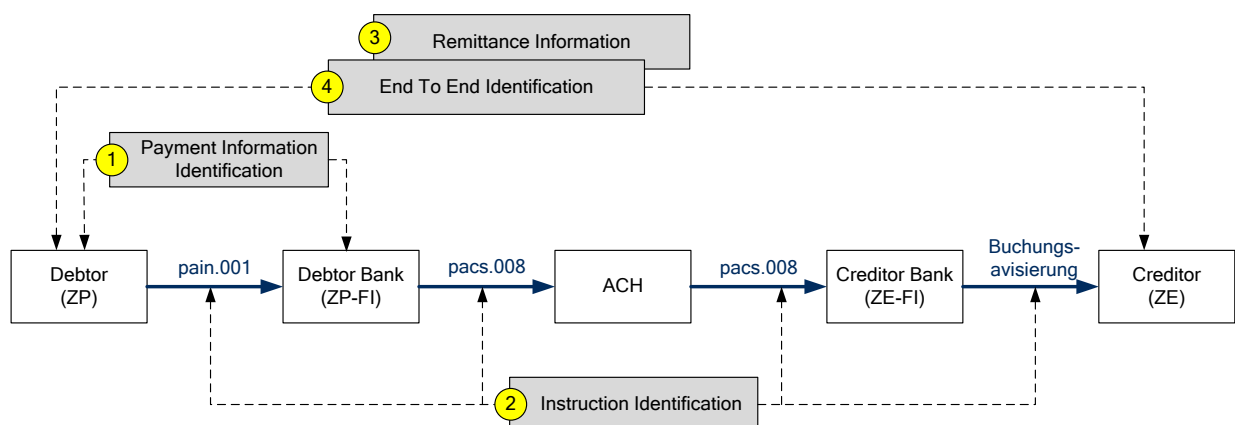 3
Remittance Information
4
End To End Identification
1
Payment Information
Identification
Debtor
(ZP)
pain.001
Debtor Bank
(ZP-FI)
pacs.008
ACH
pacs.008
Creditor Bank
(ZE-FI)
Buchungs-
avisierung
Creditor
(ZE)
2
Instruction Identification